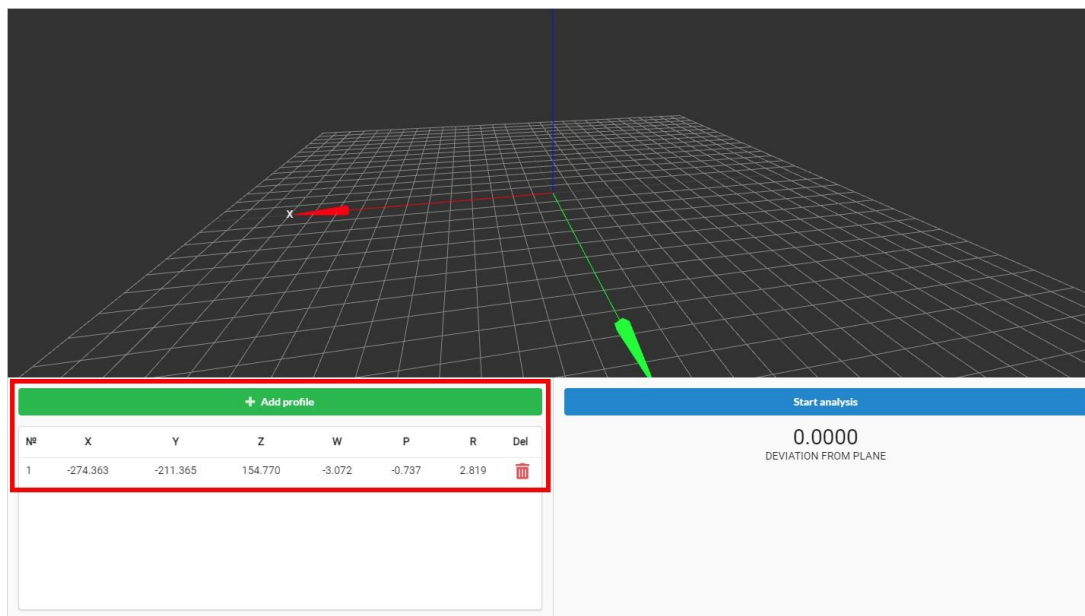 X
+ Add profile
№ X Y Z W P R Del
1 -274.363 -211.365 154.770 -3.072 -0.737 2.819
Start analysis
0.0000
DEVIATION FROM PLANE